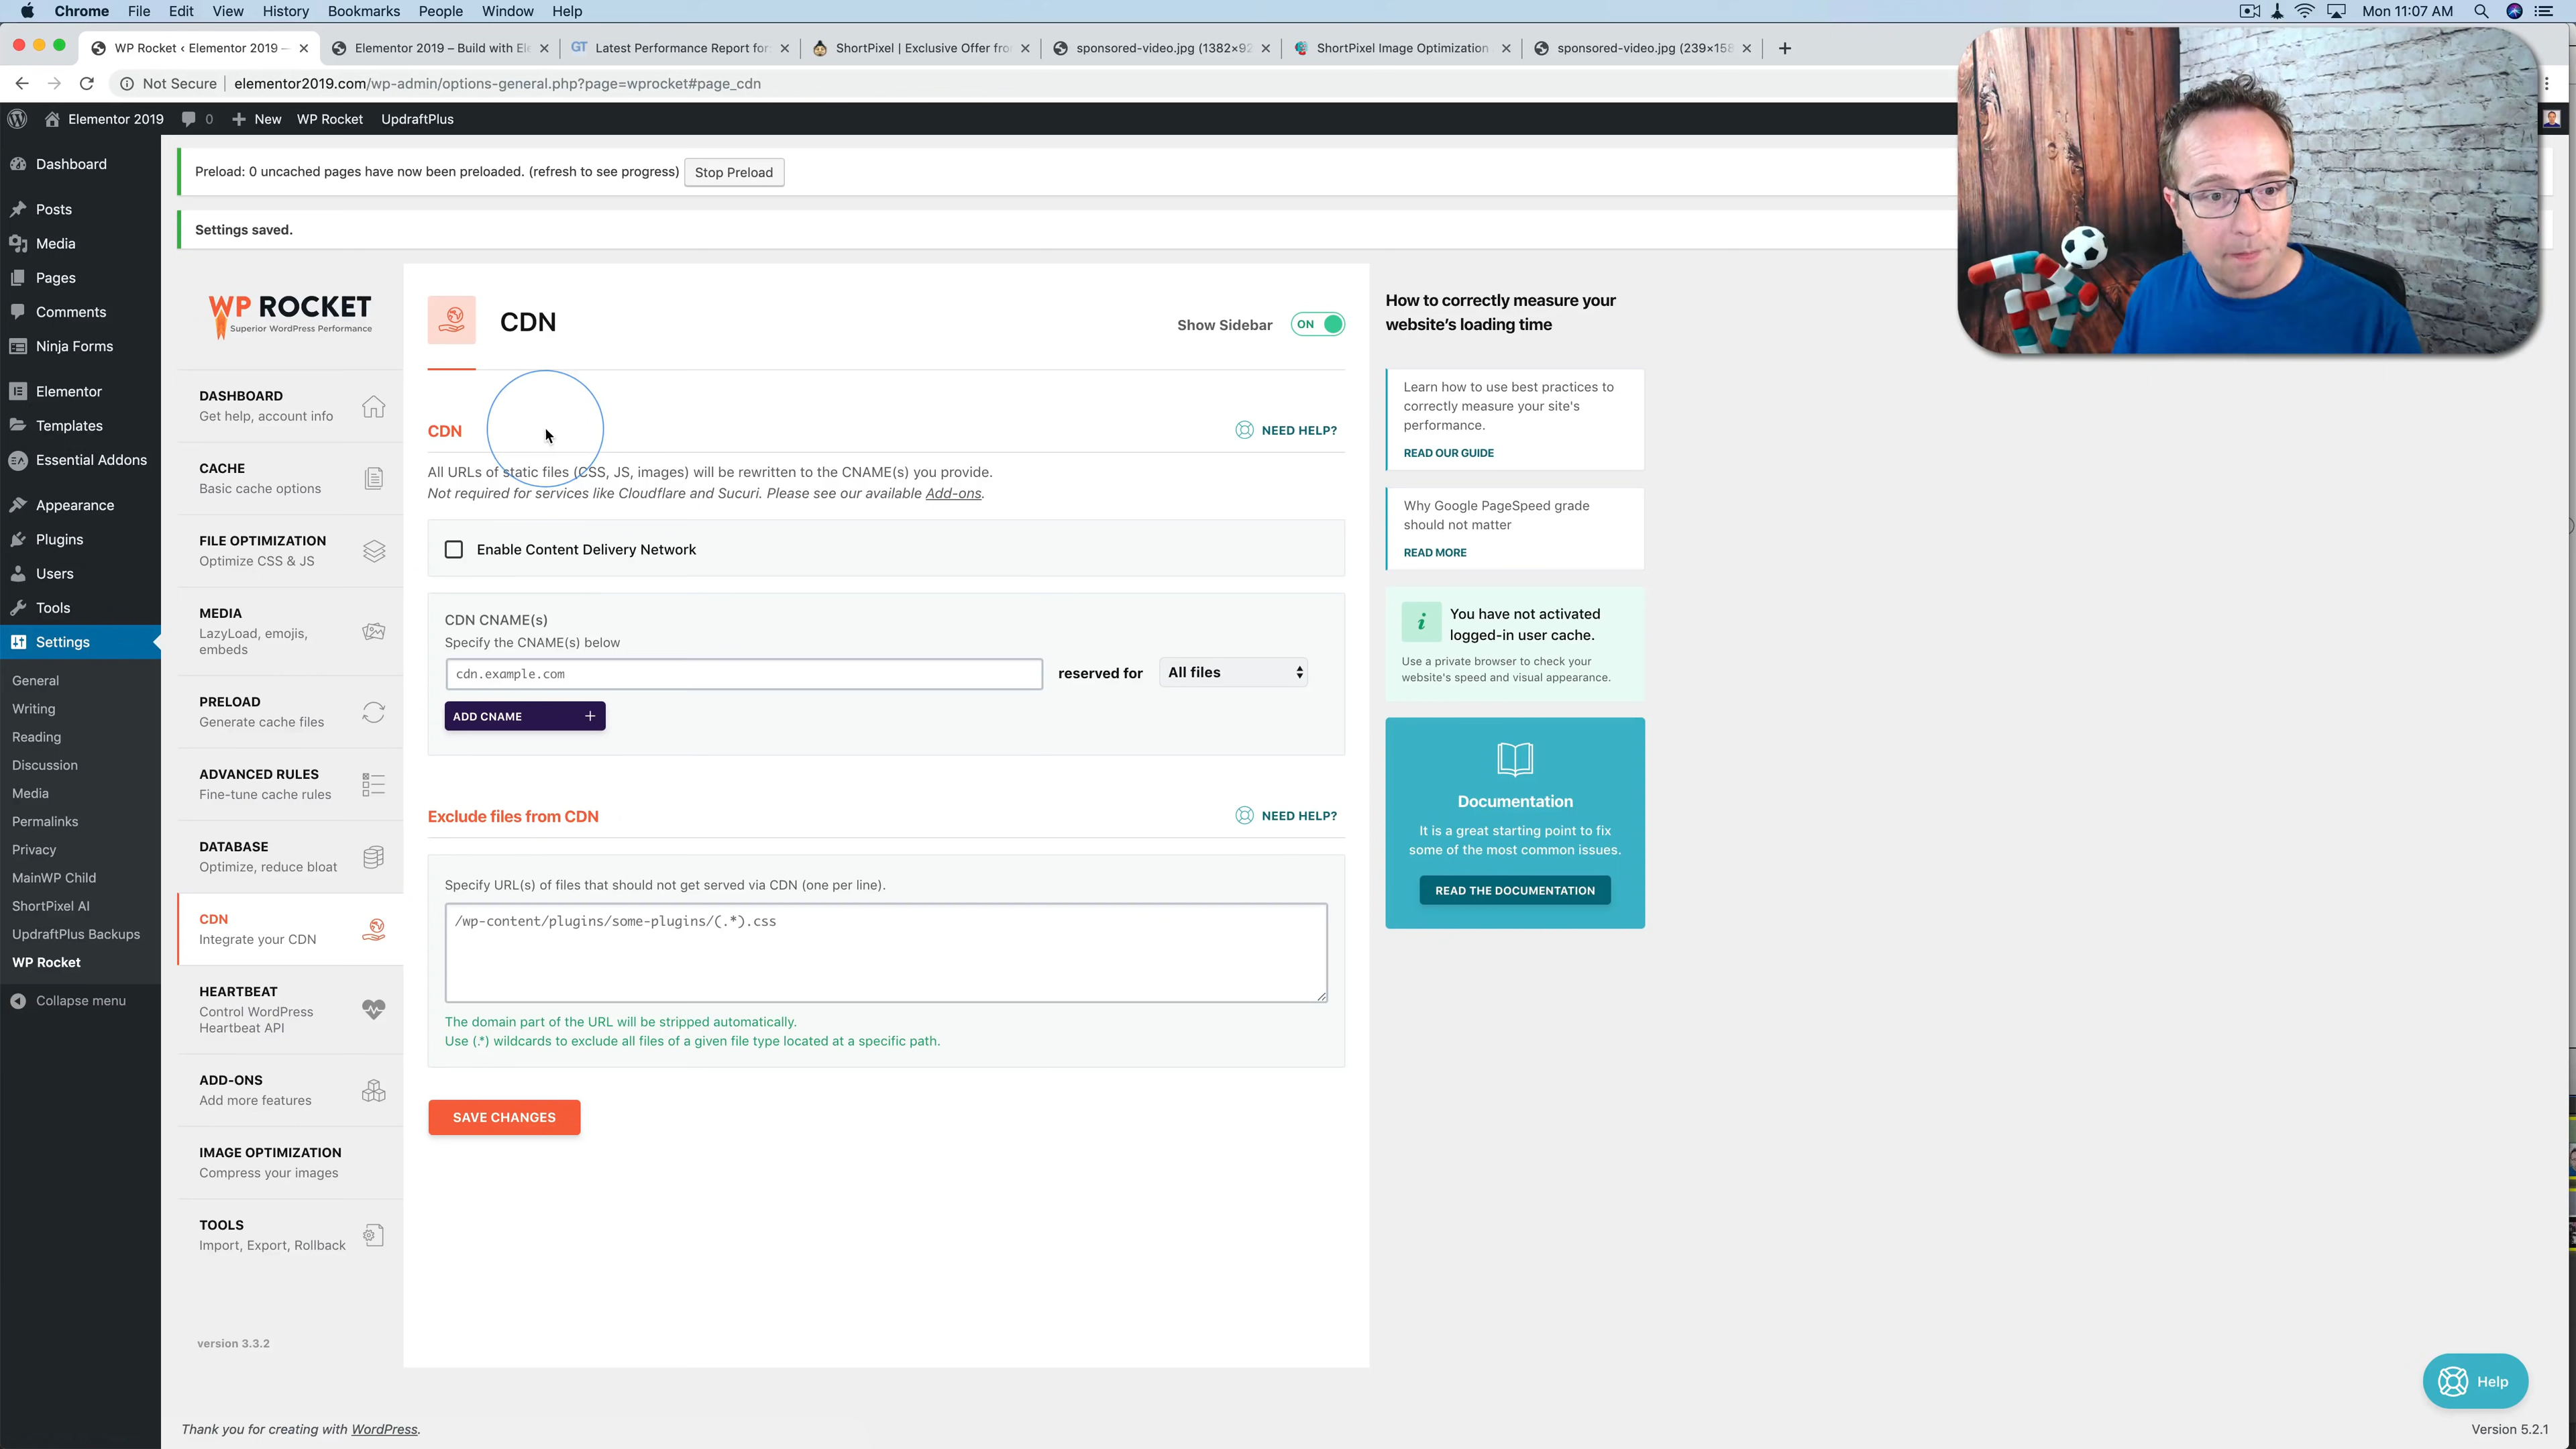 Chrome File Edit View History Bookmarks People Window Help Mon 11:07 AM
WP Rocket ‹ Elementor 2019 –
Elementor 2019 – Build with Ele
GT Latest Performance Report for
ShortPixel | Exclusive Offer fro
sponsored-video.jpg (1382×92
ShortPixel Image Optimization
sponsored-video.jpg (239×158
Not Secure elementor2019.com/wp-admin/options-general.php?page=wprocket#page_cdn
Elementor 2019 0 New WP Rocket UpdraftPlus
Dashboard
Posts
Media
Pages
Comments
Ninja Forms
Elementor
Templates
Essential Addons
Appearance
Plugins
Users
Tools
Settings
General
Writing
Reading
Discussion
Media
Permalinks
Privacy
MainWP Child
ShortPixel AI
UpdraftPlus Backups
WP Rocket
Collapse menu
Preload: 0 uncached pages have now been preloaded. (refresh to see progress) Stop Preload
Settings saved.
WP ROCKET
Superior WordPress Performance
DASHBOARD
Get help, account info
CACHE
Basic cache options
FILE OPTIMIZATION
Optimize CSS & JS
MEDIA
LazyLoad, emojis,
embeds
PRELOAD
Generate cache files
ADVANCED RULES
Fine-tune cache rules
DATABASE
Optimize, reduce bloat
CDN
Integrate your CDN
HEARTBEAT
Control WordPress
Heartbeat API
ADD-ONS
Add more features
IMAGE OPTIMIZATION
Compress your images
TOOLS
Import, Export, Rollback
version 3.3.2
CDN
Show Sidebar ON
CDN
NEED HELP?
All URLs of static files (CSS, JS, images) will be rewritten to the CNAME(s) you provide.
Not required for services like Cloudflare and Sucuri. Please see our available Add-ons.
Enable Content Delivery Network
CDN CNAME(s)
Specify the CNAME(s) below
cdn.example.com reserved for All files
ADD CNAME +
Exclude files from CDN
NEED HELP?
Specify URL(s) of files that should not get served via CDN (one per line).
/wp-content/plugins/some-plugins/(.*).css
The domain part of the URL will be stripped automatically.
Use (.*) wildcards to exclude all files of a given file type located at a specific path.
SAVE CHANGES
How to correctly measure your
website's loading time
Learn how to use best practices to
correctly measure your site's
performance.
READ OUR GUIDE
Why Google PageSpeed grade
should not matter
READ MORE
i You have not activated
logged-in user cache.
Use a private browser to check your
website's speed and visual appearance.
Documentation
It is a great starting point to fix
some of the most common issues.
READ THE DOCUMENTATION
Help
Thank you for creating with WordPress.
Version 5.2.1